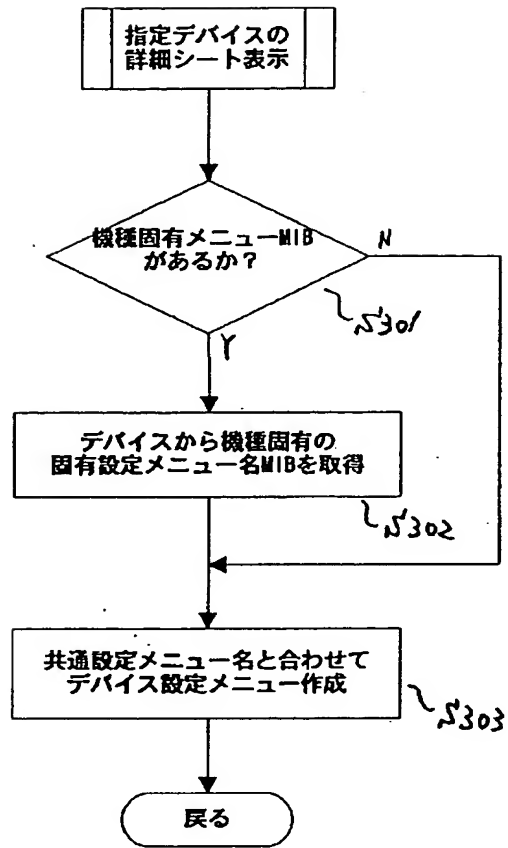 指定デバイスの
詳細シート表示
機種固有メニューMIB
があるか？
N
S301
Y
デバイスから機種固有の
固有設定メニュー名MIBを取得
S302
共通設定メニュー名と合わせて
デバイス設定メニュー作成
S303
戻る